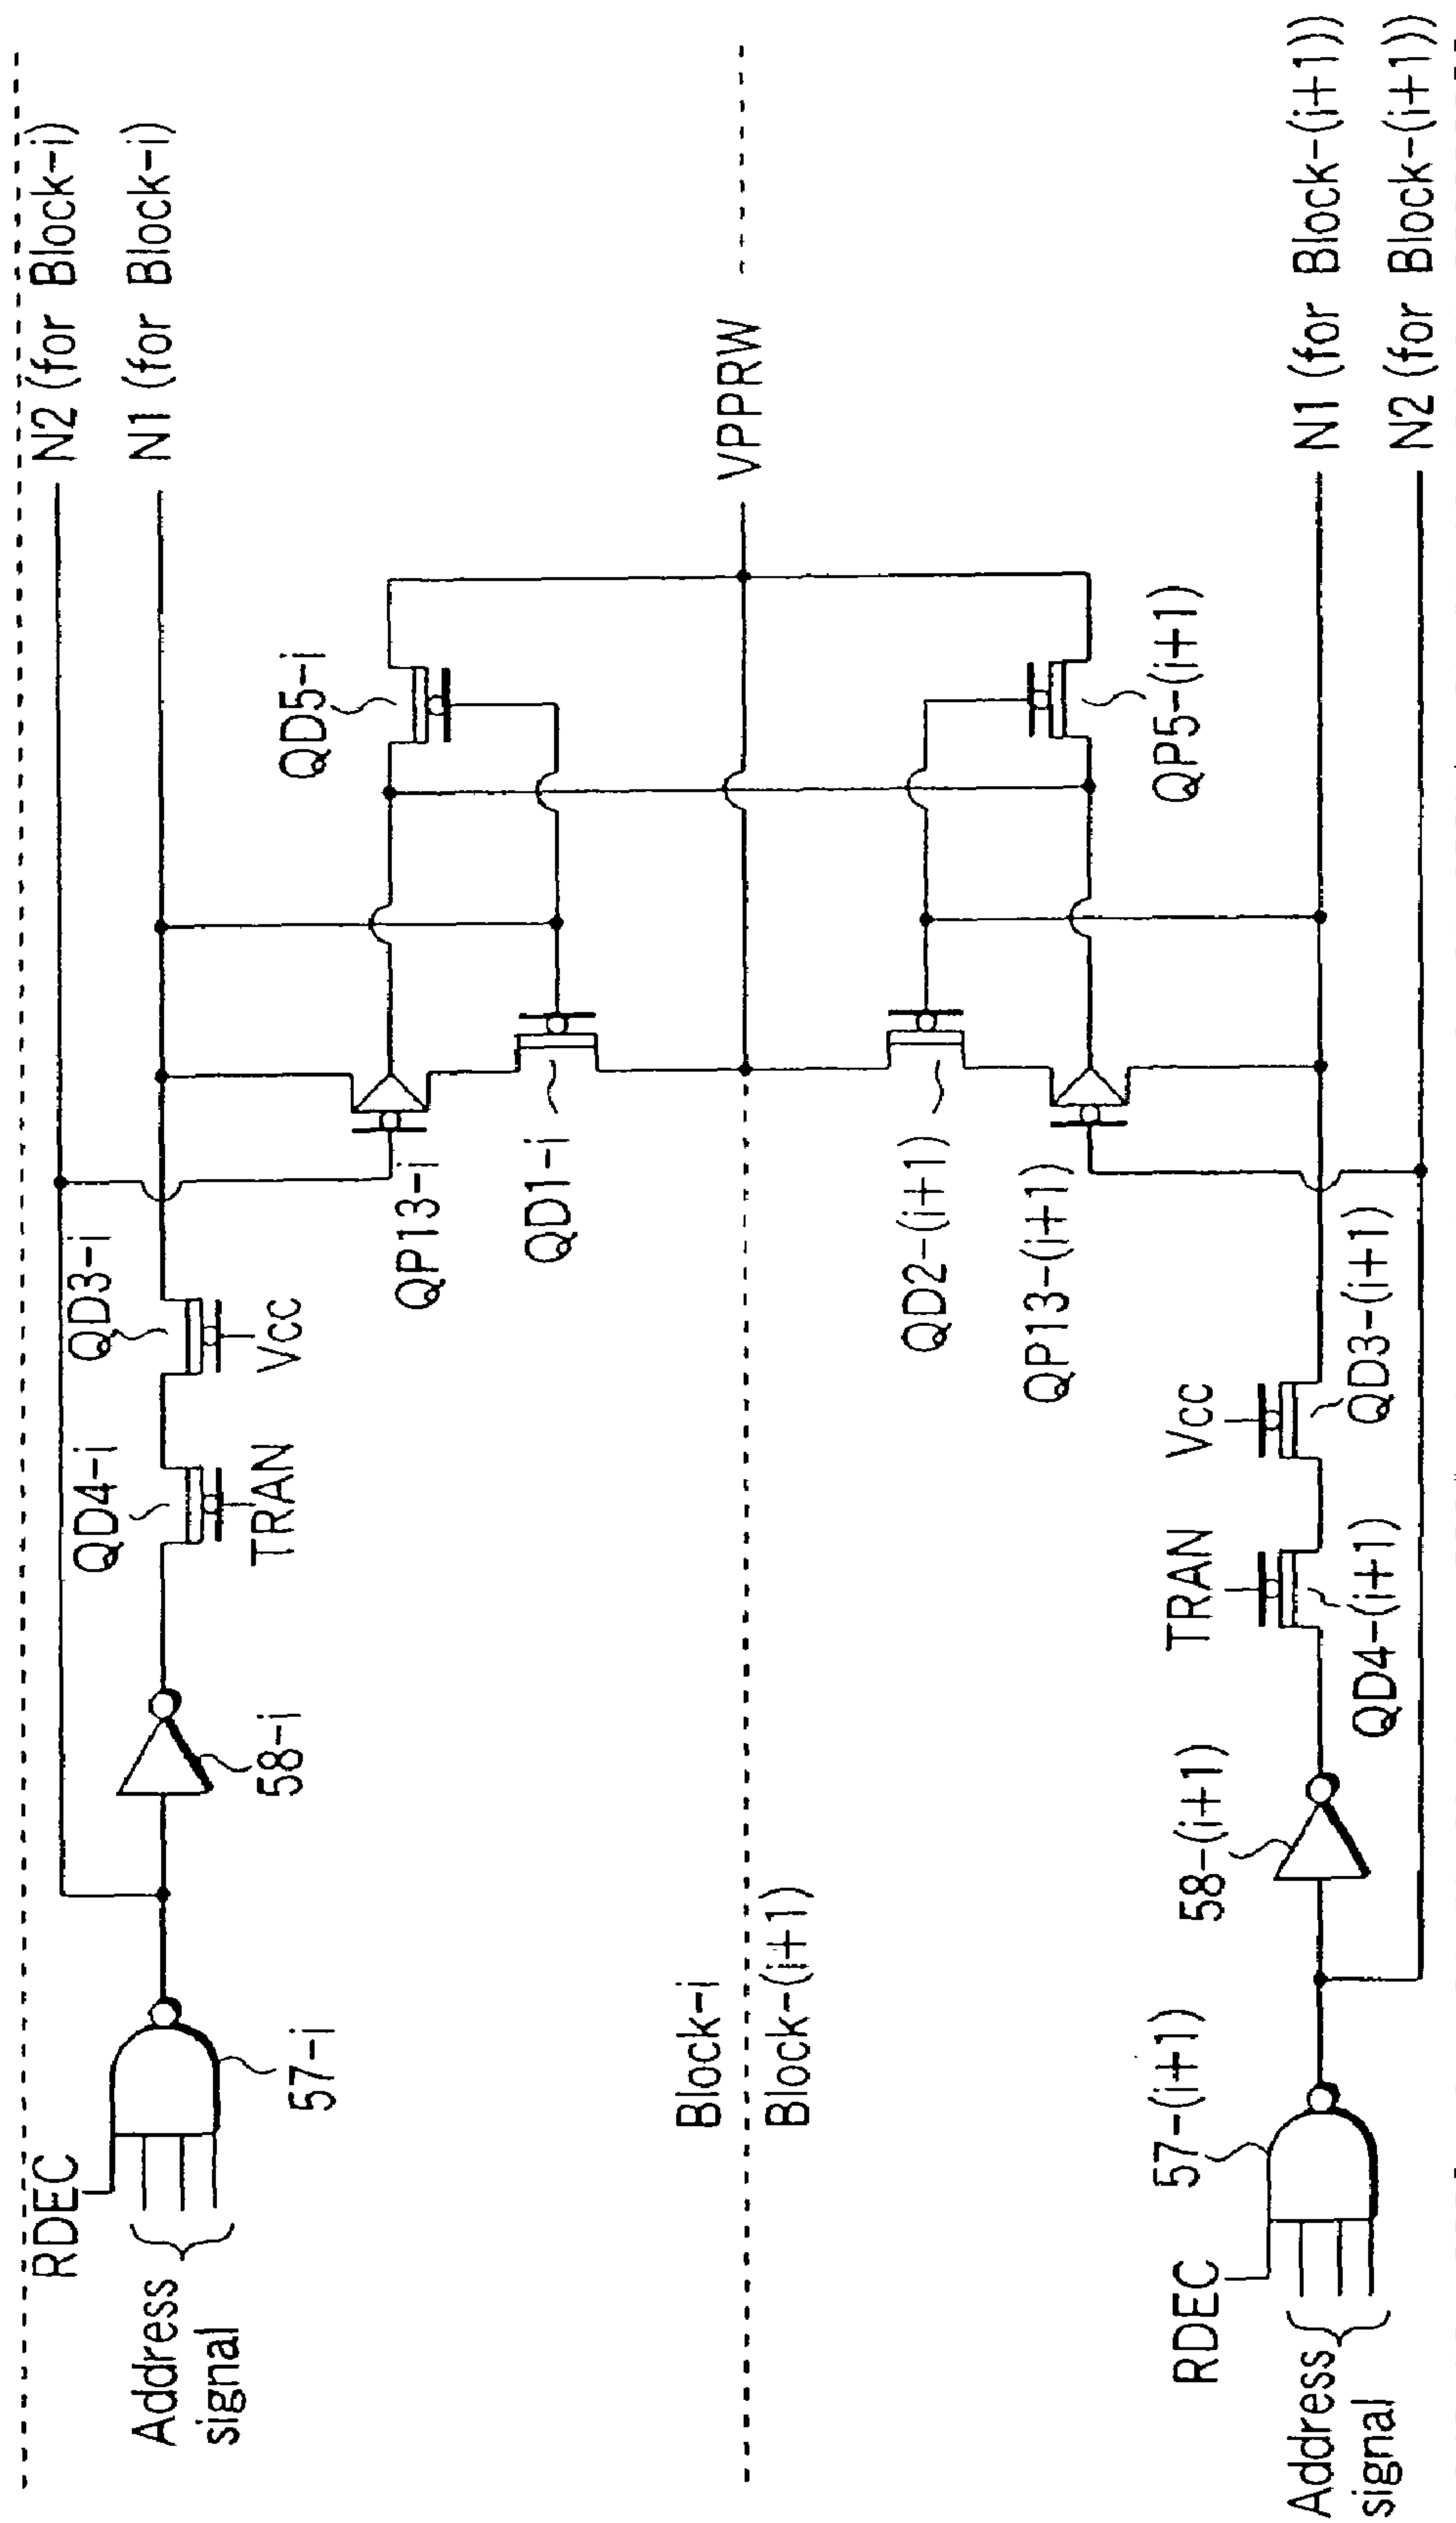 N2 (for Block-i)
N1 (for Block-i)
QD3-i
QD4-i
Vcc
TRAN
58-i
57-i
RDEC
Address
signal
QD5-i
QP13-i
QD1-i
VPPRW
Block-i
Block-(i+1)
QP5-(i+1)
QD2-(i+1)
QP13-(i+1)
Vcc
TRAN
QD3-(i+1)
QD4-(i+1)
58-(i+1)
57-(i+1)
RDEC
Address
signal
N1 (for Block-(i+1))
N2 (for Block-(i+1))